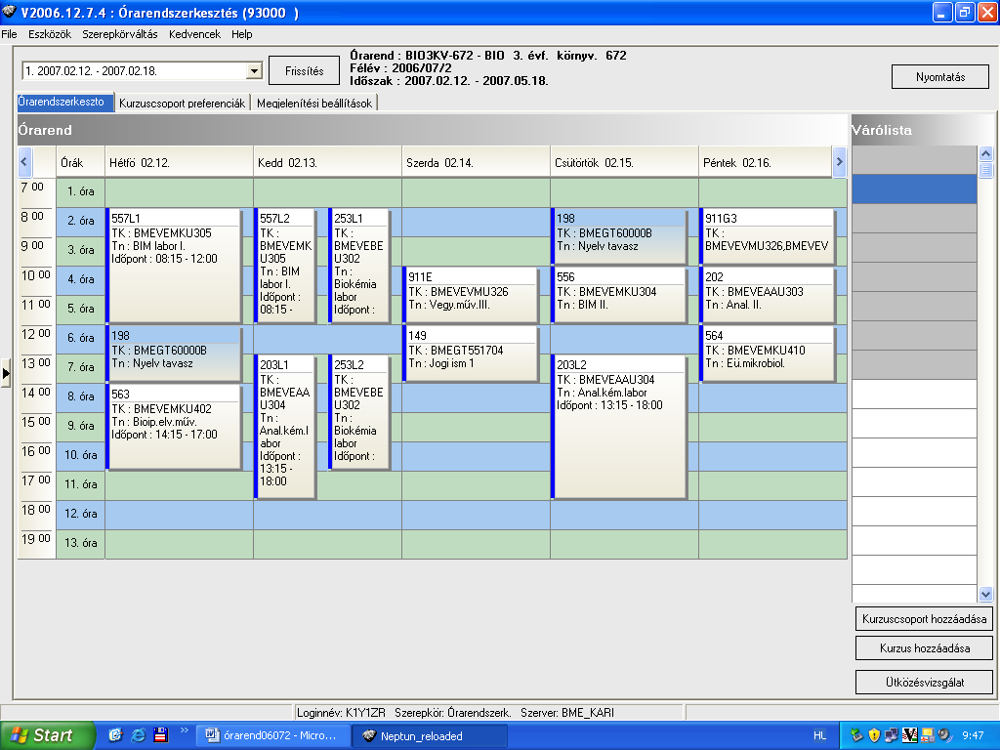 V2006.12.7.4 : Órarendszerkesztés (93000 )
File Eszközök Szerepkörváltás Kedvencek Help
1. 2007.02.12. - 2007.02.18.
Frissítés
Órarend : BIO3KV-672 - BIO 3. évf. környv. 672
Félév : 2006/07/2
Időszak : 2007.02.12. - 2007.05.18.
Nyomtatás
Órarendszerkeszto Kurzuscsoport preferenciák Megjelenítési beállítások
Órarend
Várólista
Órák Hétfő 02.12. Kedd 02.13. Szerda 02.14. Csütörtök 02.15. Péntek 02.16.
7 00 1. óra
8 00 2. óra
9 00 3. óra
10 00 4. óra
11 00 5. óra
12 00 6. óra
13 00 7. óra
14 00 8. óra
15 00 9. óra
16 00 10. óra
17 00 11. óra
18 00 12. óra
19 00 13. óra
557L1
TK : BMEVEMKU305
Tn : BIM labor I.
Időpont : 08:15 - 12:00
198
TK : BMEGT60000B
Tn : Nyelv tavasz
563
TK : BMEVEMKU402
Tn : Bioip.elv.műv.
Időpont : 14:15 - 17:00
557L2
TK :
BMEVEMK
U305
Tn : BIM
labor I.
Időpont :
08:15 -
253L1
TK :
BMEVEBE
U302
Tn :
Biokémia
labor
Időpont :
203L1
TK :
BMEVEAA
U304
Tn :
Anal.kém.l
abor
Időpont :
13:15 -
18:00
253L2
TK :
BMEVEBE
U302
Tn :
Biokémia
labor
Időpont :
911E
TK : BMEVEVMU326
Tn : Vegy.műv.III.
149
TK : BMEGT551704
Tn : Jogi ism 1
198
TK : BMEGT60000B
Tn : Nyelv tavasz
556
TK : BMEVEMKU304
Tn : BIM II.
203L2
TK : BMEVEAAU304
Tn : Anal.kém.labor
Időpont : 13:15 - 18:00
911G3
TK :
BMEVEVMU326,BMEVEV
202
TK : BMEVEAAU303
Tn : Anal. II.
564
TK : BMEVEMKU410
Tn : Eü.mikrobiol.
Kurzuscsoport hozzáadása
Kurzus hozzáadása
Ütközésvizsgálat
Loginnév: K1Y1ZR Szerepkör: Órarendszerk. Szerver: BME_KARI
Start
órarend06072 - Micro...
Neptun_reloaded
HL
9:47